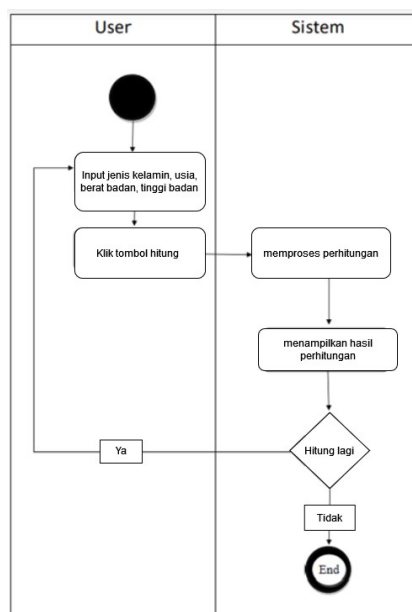 User
Sistem
Input jenis kelamin, usia,
berat badan, tinggi badan
Klik tombol hitung
memproses perhitungan
menampilkan hasil
perhitungan
Hitung lagi
Ya
Tidak
End